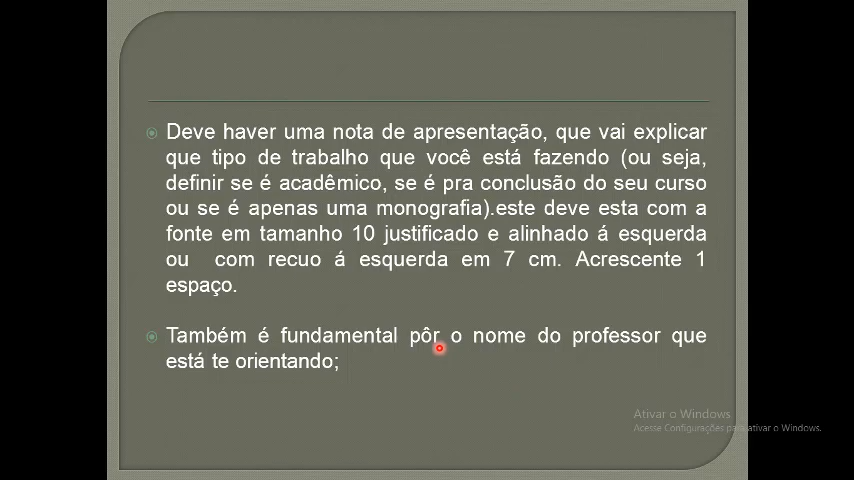 Deve haver uma nota de apresentação, que vai explicar
que tipo de trabalho que você está fazendo (ou seja,
definir se é acadêmico, se é pra conclusão do seu curso
ou se é apenas uma monografia).este deve esta com a
fonte em tamanho 10 justificado e alinhado á esquerda
ou com recuo á esquerda em 7 cm. Acrescente 1
espaço.
Também é fundamental pôr o nome do professor que
está te orientando;
Ativar o Windows
Acesse Configurações para ativar o Windows.